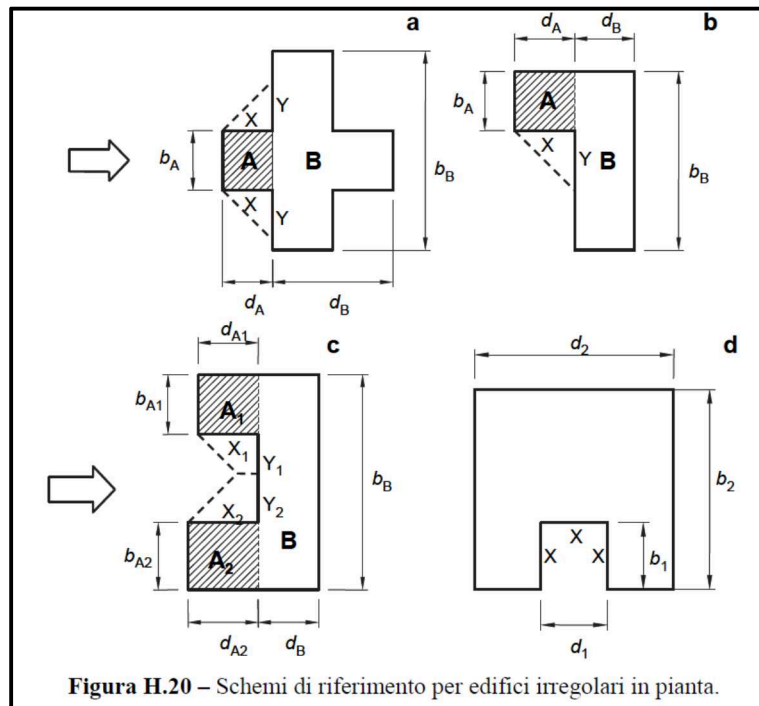 a
d_A
d_B
b
b_A
X
Y
A
B
X
Y
b_B
d_A
d_B
b_A
A
X
Y
B
b_B
d_A1
c
b_A1
A_1
X_1
Y_1
b_B
X_2
Y_2
b_A2
A_2
B
d_A2
d_B
d
d_2
b_2
X
X
X
b_1
d_1
Figura H.20 – Schemi di riferimento per edifici irregolari in pianta.